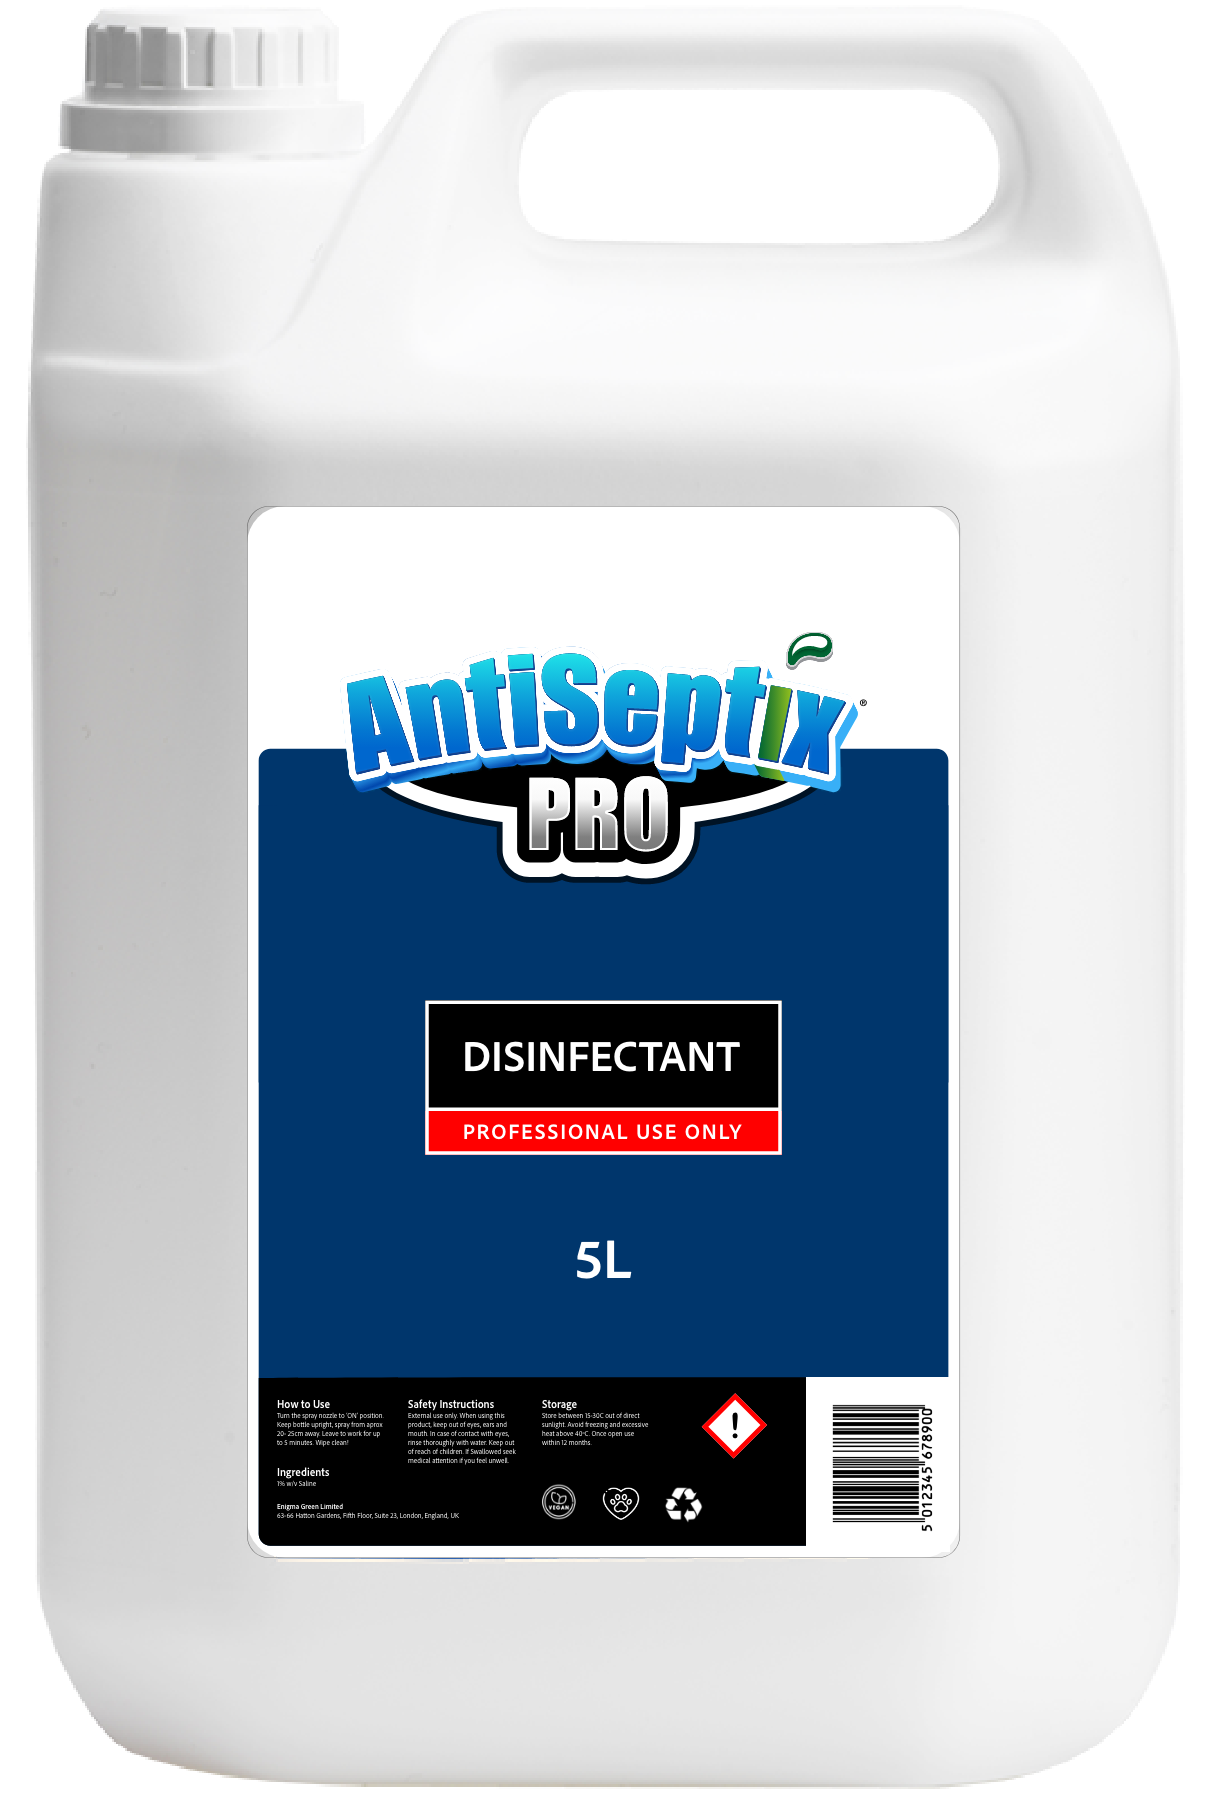 AntiSeptix®
PRO
DISINFECTANT
PROFESSIONAL USE ONLY
5L
How to Use
Turn the spray nozzle to 'ON' position.
Keep bottle upright, spray from aprox
20- 25cm away. Leave to work for up
to 5 minutes. Wipe clean!
Ingredients
1% w/v Saline
Enigma Green Limited
63-66 Hatton Gardens, Fifth Floor, Suite 23, London, England, UK
Safety Instructions
External use only. When using this
product, keep out of eyes, ears and
mouth. In case of contact with eyes,
rinse thoroughly with water. Keep out
of reach of children. If Swallowed seek
medical attention if you feel unwell.
Storage
Store between 15-30C out of direct
sunlight. Avoid freezing and excessive
heat above 40°C. Once open use
within 12 months.
!
VEGAN
5 012345 678900